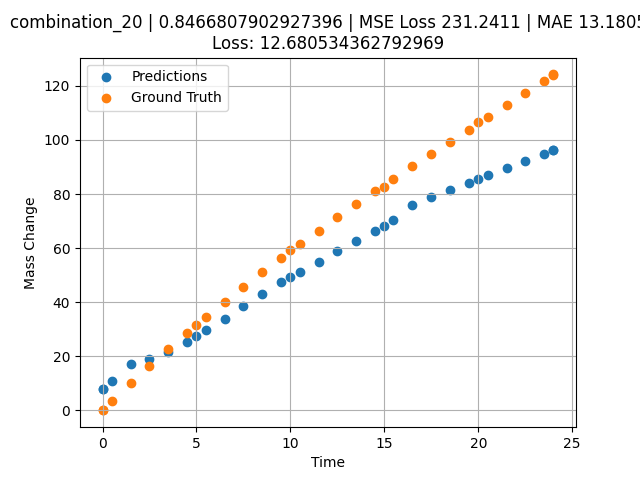 combination_20 | 0.8466807902927396 | MSE Loss 231.2411 | MAE 13.1805
Loss: 12.680534362792969
Predictions
Ground Truth
120
100
80
60
40
20
0
Mass Change
0 5 10 15 20 25
Time